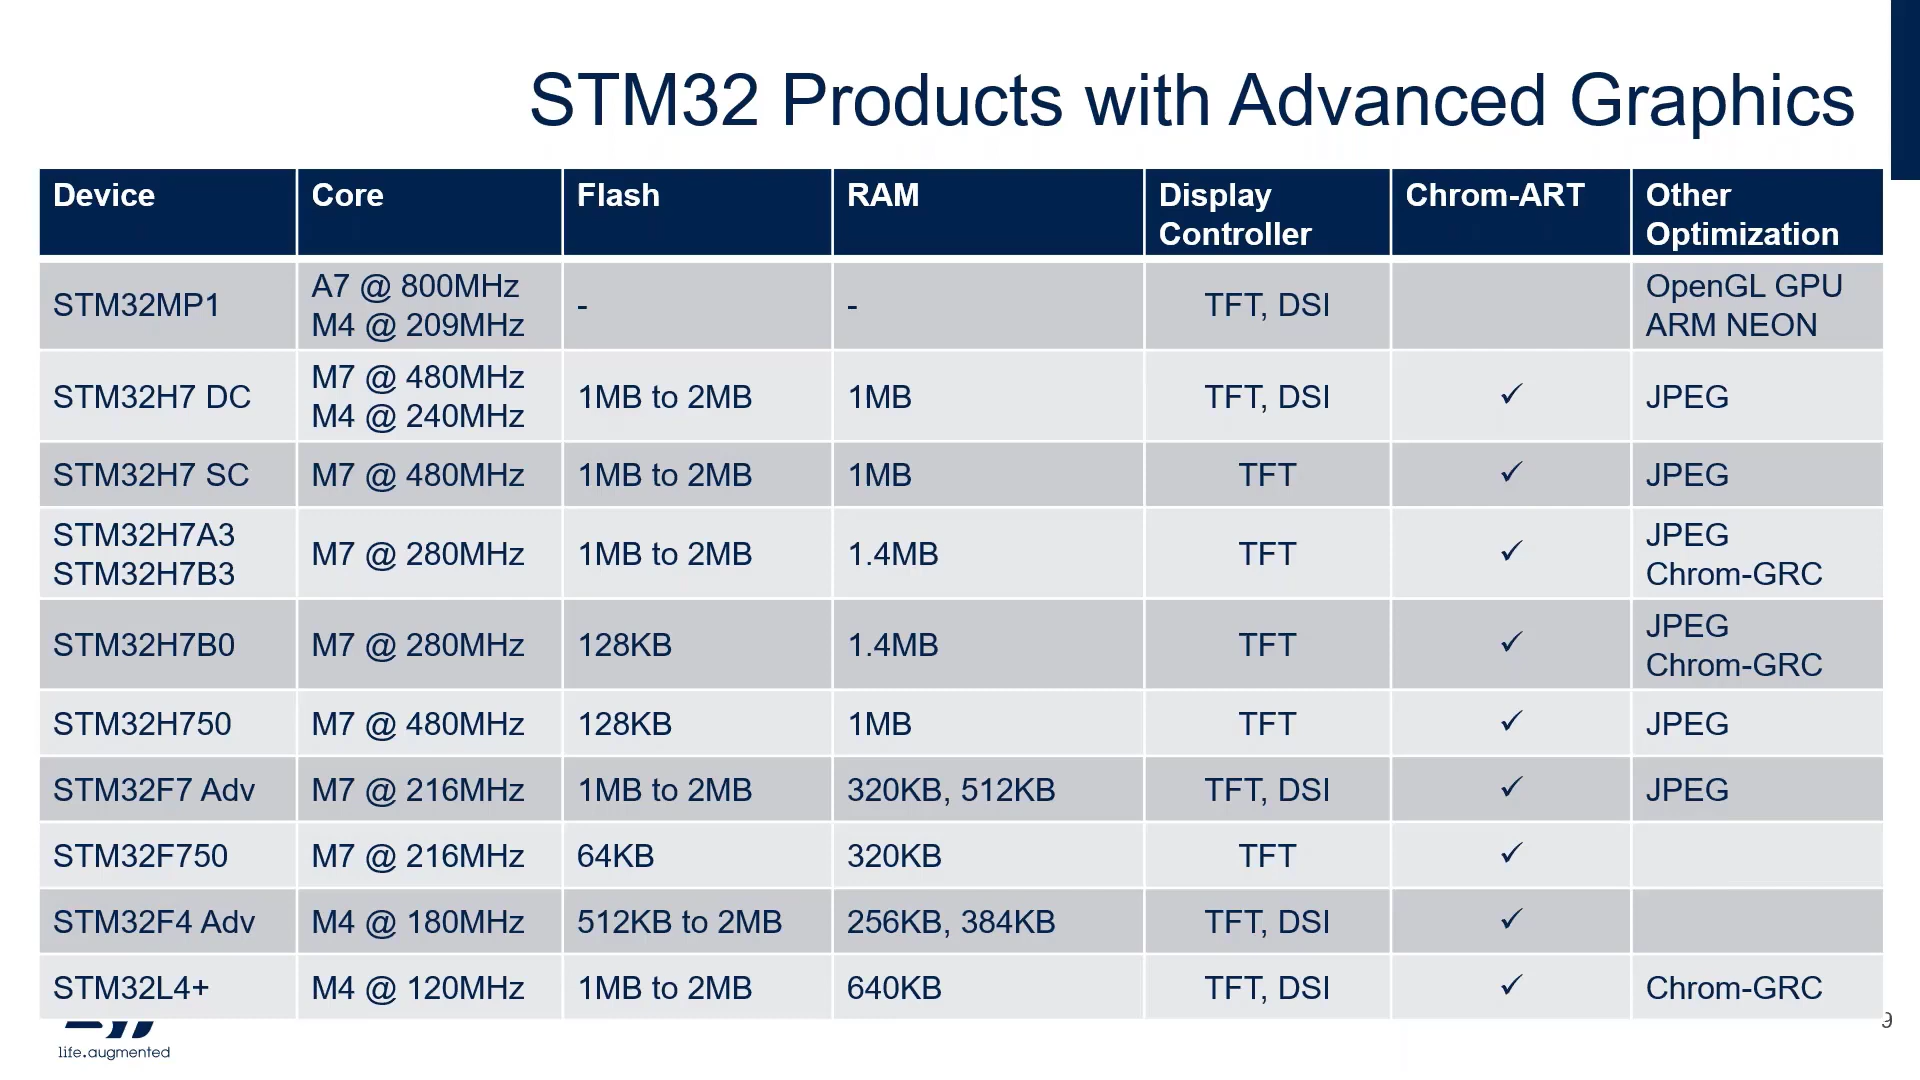 STM32 Products with Advanced Graphics
Device Core Flash RAM Display Controller Chrom-ART Other Optimization
STM32MP1 A7 @ 800MHz M4 @ 209MHz - - TFT, DSI OpenGL GPU ARM NEON
STM32H7 DC M7 @ 480MHz M4 @ 240MHz 1MB to 2MB 1MB TFT, DSI ✓ JPEG
STM32H7 SC M7 @ 480MHz 1MB to 2MB 1MB TFT ✓ JPEG
STM32H7A3 STM32H7B3 M7 @ 280MHz 1MB to 2MB 1.4MB TFT ✓ JPEG Chrom-GRC
STM32H7B0 M7 @ 280MHz 128KB 1.4MB TFT ✓ JPEG Chrom-GRC
STM32H750 M7 @ 480MHz 128KB 1MB TFT ✓ JPEG
STM32F7 Adv M7 @ 216MHz 1MB to 2MB 320KB, 512KB TFT, DSI ✓ JPEG
STM32F750 M7 @ 216MHz 64KB 320KB TFT ✓
STM32F4 Adv M4 @ 180MHz 512KB to 2MB 256KB, 384KB TFT, DSI ✓
STM32L4+ M4 @ 120MHz 1MB to 2MB 640KB TFT, DSI ✓ Chrom-GRC
9
life.augmented